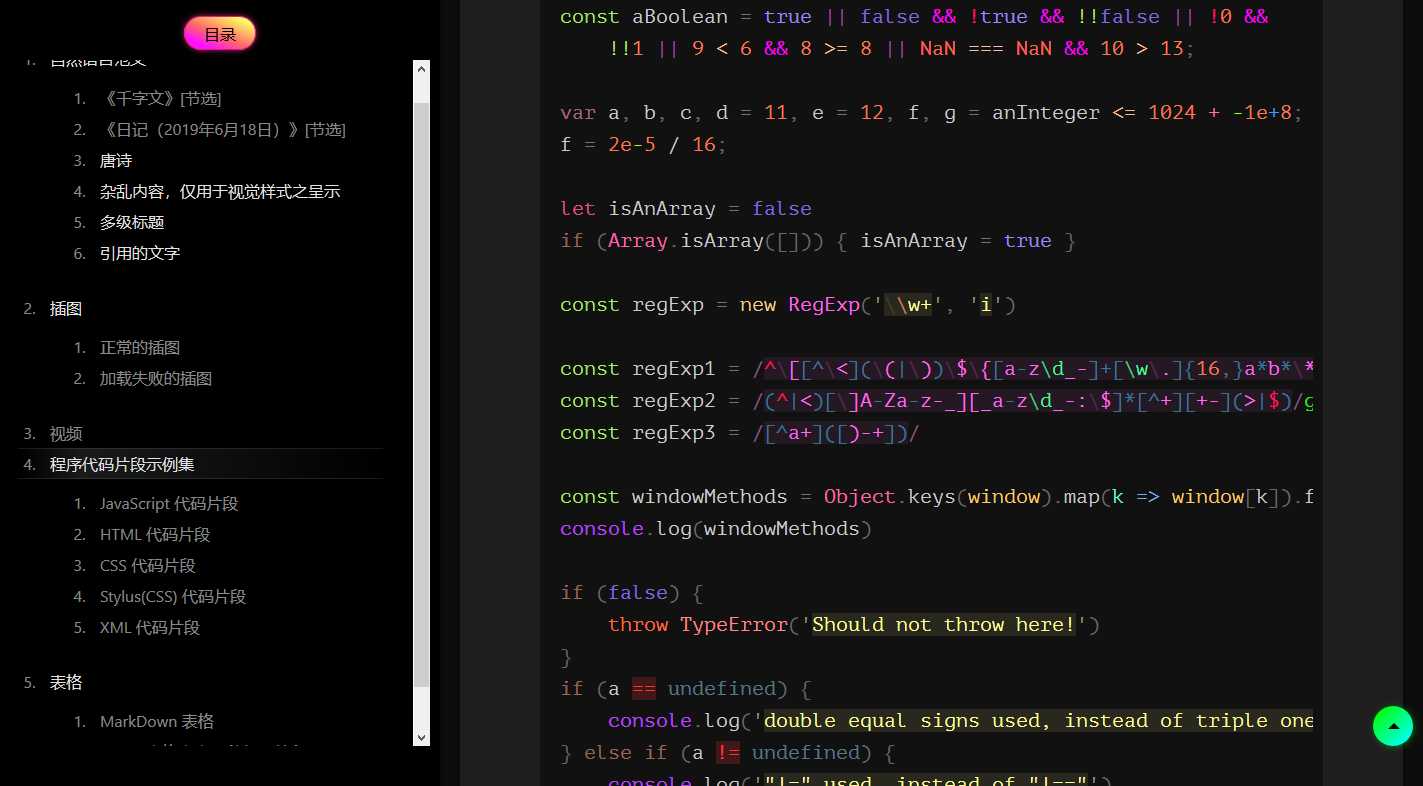 目录
1. 自然语言范文
1. 《千字文》[节选]
2. 《日记（2019年6月18日）》[节选]
3. 唐诗
4. 杂乱内容，仅用于视觉样式之呈示
5. 多级标题
6. 引用的文字
2. 插图
1. 正常的插图
2. 加载失败的插图
3. 视频
4. 程序代码片段示例集
1. JavaScript 代码片段
2. HTML 代码片段
3. CSS 代码片段
4. Stylus(CSS) 代码片段
5. XML 代码片段
5. 表格
1. MarkDown 表格
const aBoolean = true || false && !true && !!false || !0 &&
!!1 || 9 < 6 && 8 >= 8 || NaN === NaN && 10 > 13;
var a, b, c, d = 11, e = 12, f, g = anInteger <= 1024 + -1e+8;
f = 2e-5 / 16;
let isAnArray = false
if (Array.isArray([])) { isAnArray = true }
const regExp = new RegExp('\\w+', 'i')
const regExp1 = /^\[[^\<](\(|\))\$\{[a-z\d_-]+[\w\.]{16,}a*b*\*
const regExp2 = /(^|<)[\]A-Za-z-_][_a-z\d_-:\$]*[^+][+-](>|$)/g
const regExp3 = /[^a+]([)-+])/
const windowMethods = Object.keys(window).map(k => window[k]).f
console.log(windowMethods)
if (false) {
throw TypeError('Should not throw here!')
}
if (a == undefined) {
console.log('double equal signs used, instead of triple one
} else if (a != undefined) {
console.log('"!=" used, instead of "!=="')